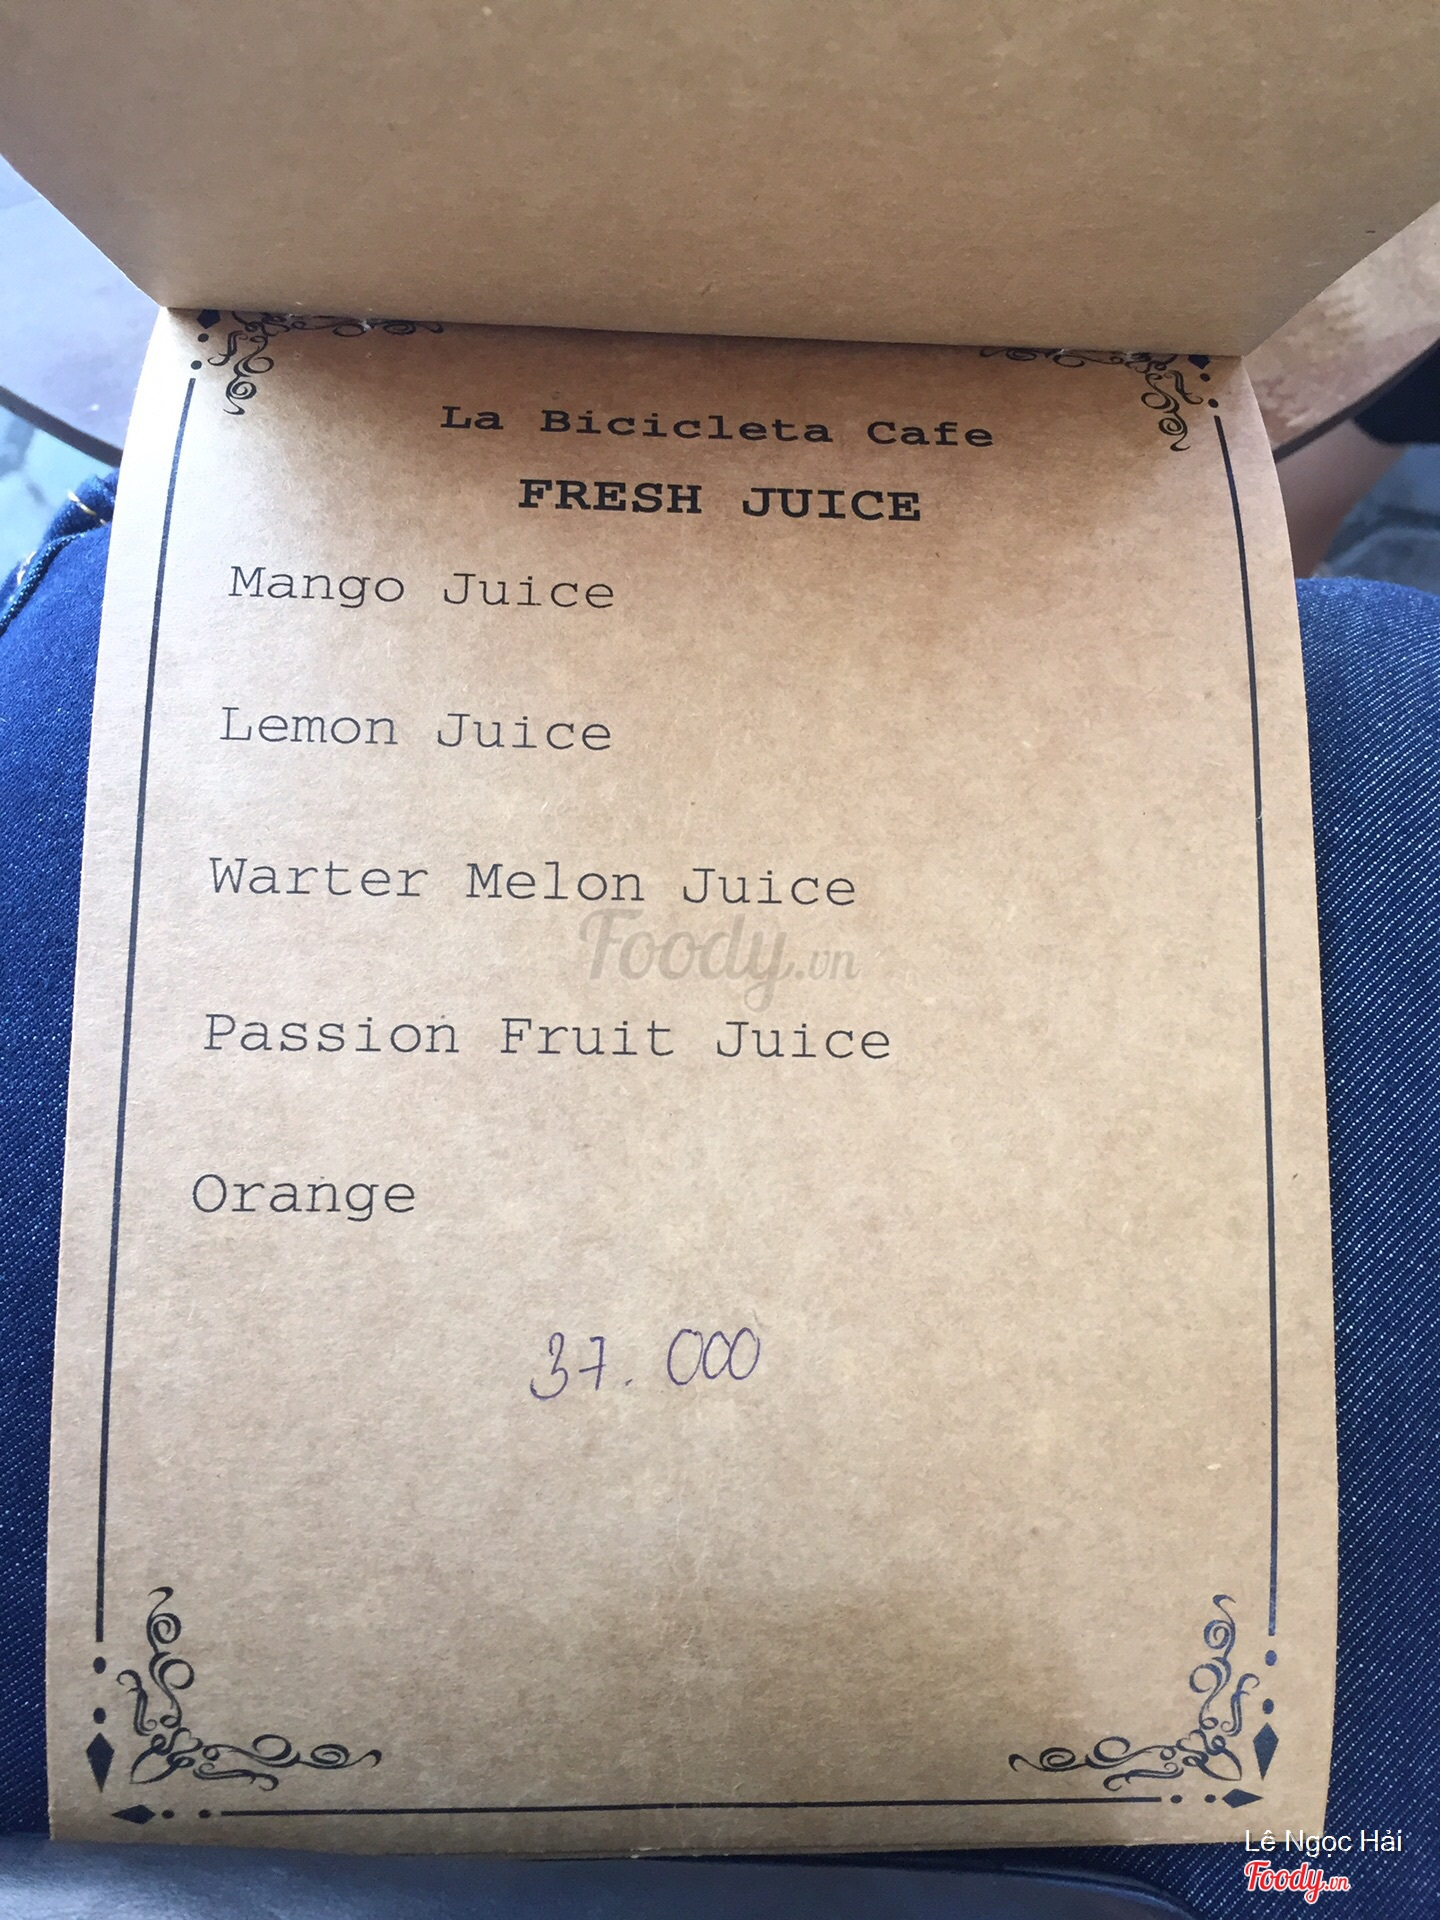 La Bicicleta Cafe
FRESH JUICE
Mango Juice
Lemon Juice
Warter Melon Juice
Foody.vn
Passion Fruit Juice
Orange
37.000
Lê Ngọc Hải
Foody.vn